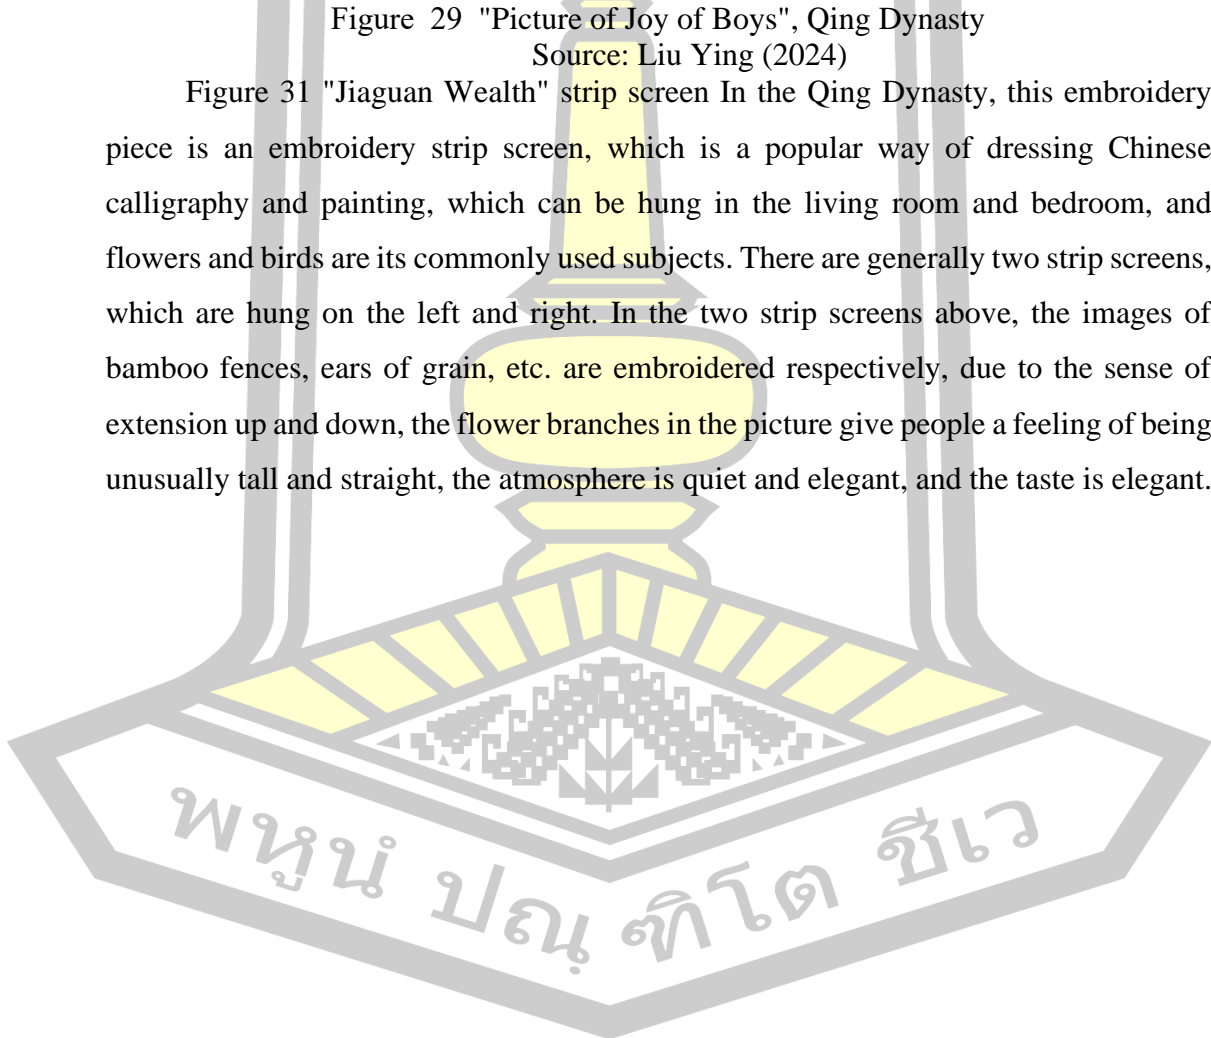 Figure 29 "Picture of Joy of Boys", Qing Dynasty
Source: Liu Ying (2024)
Figure 31 "Jiaguan Wealth" strip screen In the Qing Dynasty, this embroidery
piece is an embroidery strip screen, which is a popular way of dressing Chinese
calligraphy and painting, which can be hung in the living room and bedroom, and
flowers and birds are its commonly used subjects. There are generally two strip screens,
which are hung on the left and right. In the two strip screens above, the images of
bamboo fences, ears of grain, etc. are embroidered respectively, due to the sense of
extension up and down, the flower branches in the picture give people a feeling of being
unusually tall and straight, the atmosphere is quiet and elegant, and the taste is elegant.
พหูนํ ปณฺฑิโต ชีเว